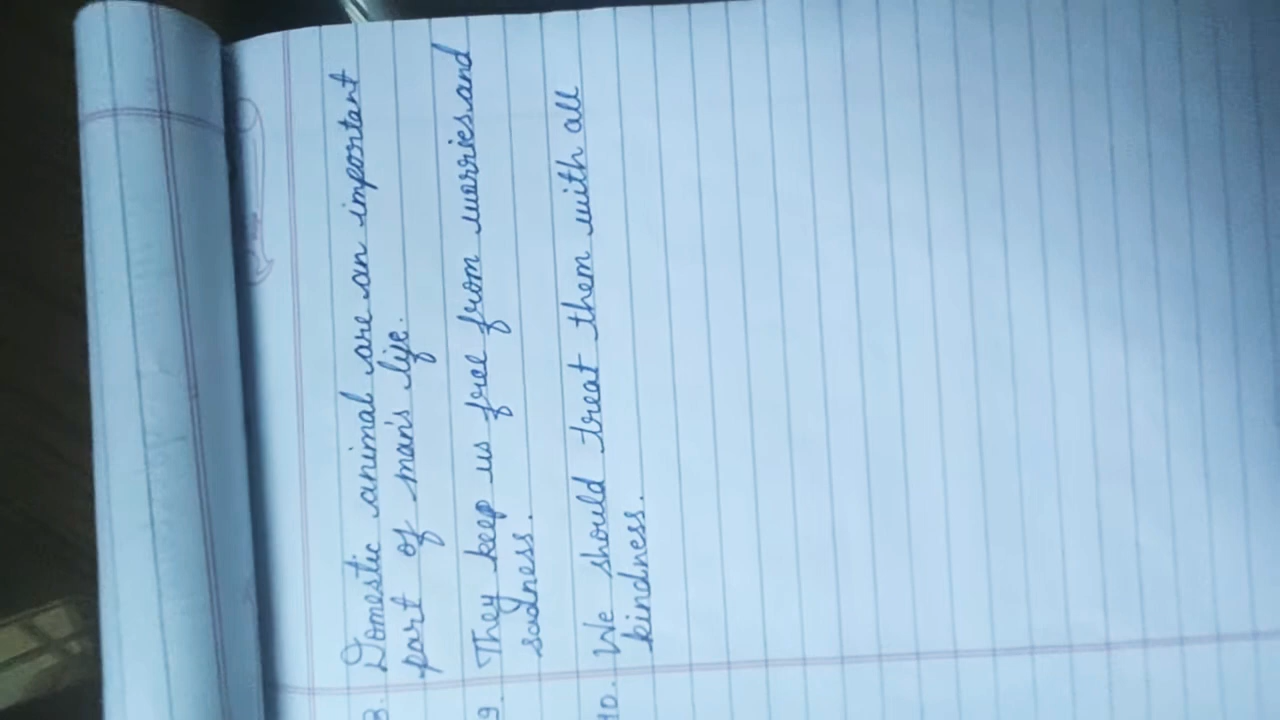 8. Domestic animal are an important
part of man's life.
9. They keep us free from worries and
sadness.
10. We should treat them with all
kindness.